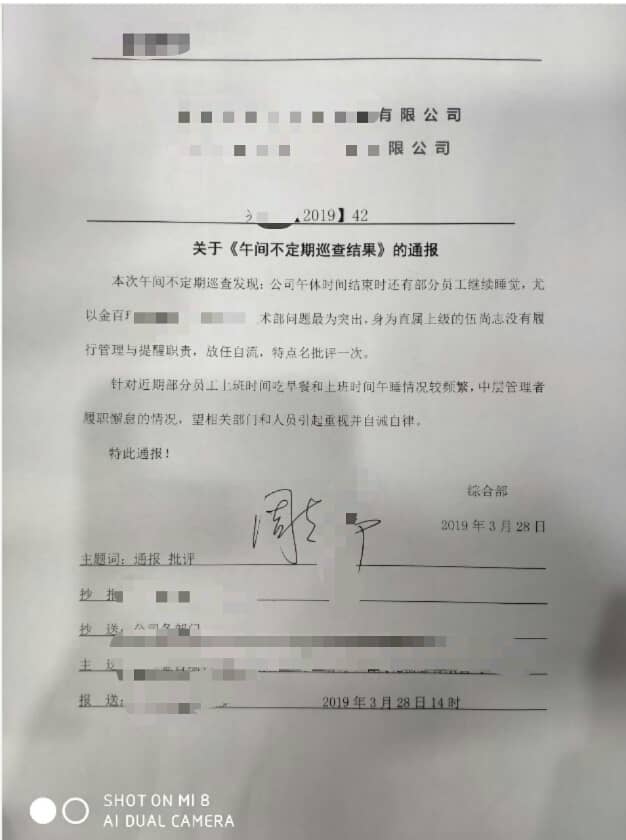 有限公司
限公司
2019】42
关于《午间不定期巡查结果》的通报
本次午间不定期巡查发现：公司午休时间结束时还有部分员工继续睡觉，尤
以金百 术部问题最为突出，身为直属上级的伍尚志没有履
行管理与提醒职责，放任自流，特点名批评一次。
针对近期部分员工上班时间吃早餐和上班时间午睡情况较频繁，中层管理者
履职懈怠的情况，望相关部门和人员引起重视并自诫自律。
特此通报！
综合部
2019年3月28日
主题词：通报 批评
抄 报
抄 送：公司各部门
主 送
报 送： 2019年3月28日14时
SHOT ON MI 8
AI DUAL CAMERA